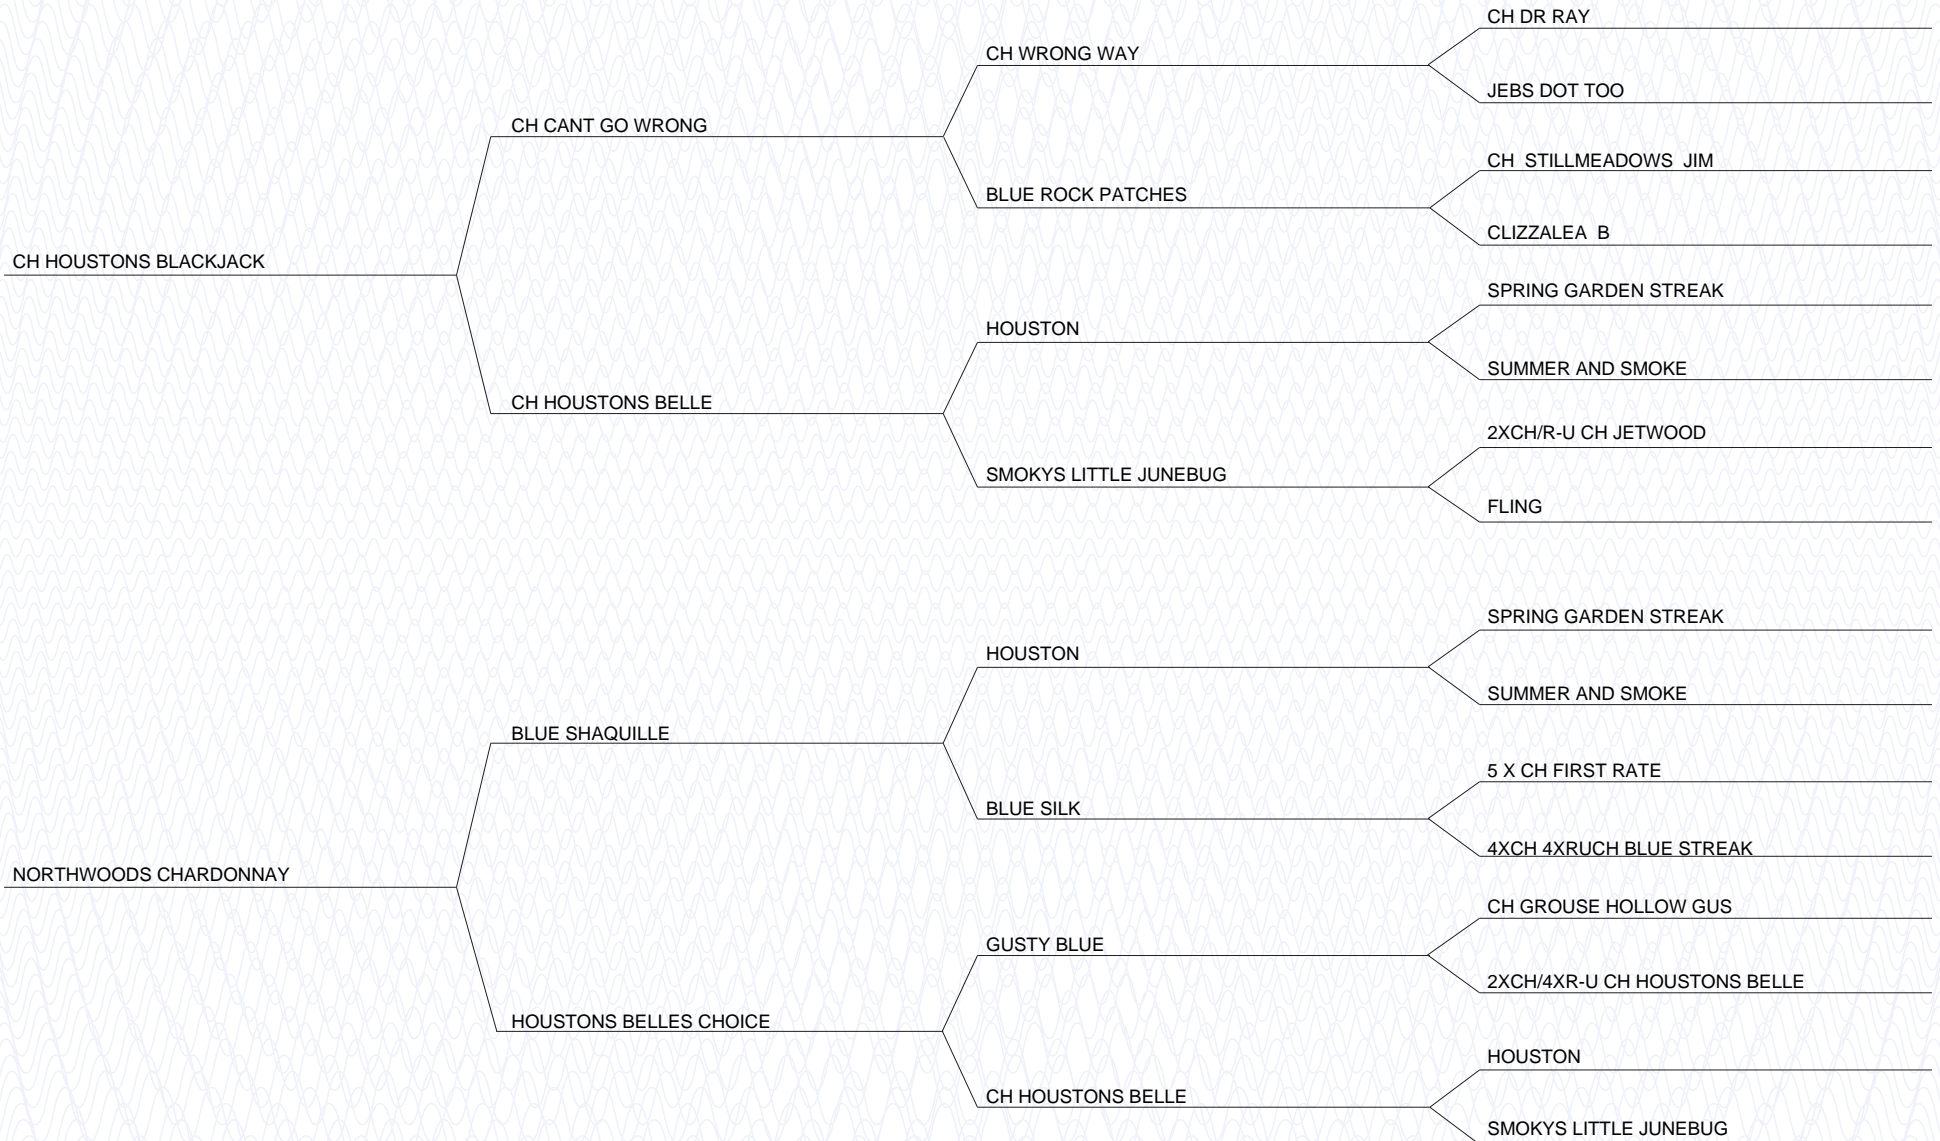 CH DR RAY
CH WRONG WAY
JEBS DOT TOO
CH CANT GO WRONG
CH  STILLMEADOWS  JIM
BLUE ROCK PATCHES
CLIZZALEA  B
CH HOUSTONS BLACKJACK
SPRING GARDEN STREAK
HOUSTON
SUMMER AND SMOKE
CH HOUSTONS BELLE
2XCH/R-U CH JETWOOD
SMOKYS LITTLE JUNEBUG
FLING
SPRING GARDEN STREAK
HOUSTON
SUMMER AND SMOKE
BLUE SHAQUILLE
5 X CH FIRST RATE
BLUE SILK
4XCH 4XRUCH BLUE STREAK
NORTHWOODS CHARDONNAY
CH GROUSE HOLLOW GUS
GUSTY BLUE
2XCH/4XR-U CH HOUSTONS BELLE
HOUSTONS BELLES CHOICE
HOUSTON
CH HOUSTONS BELLE
SMOKYS LITTLE JUNEBUG